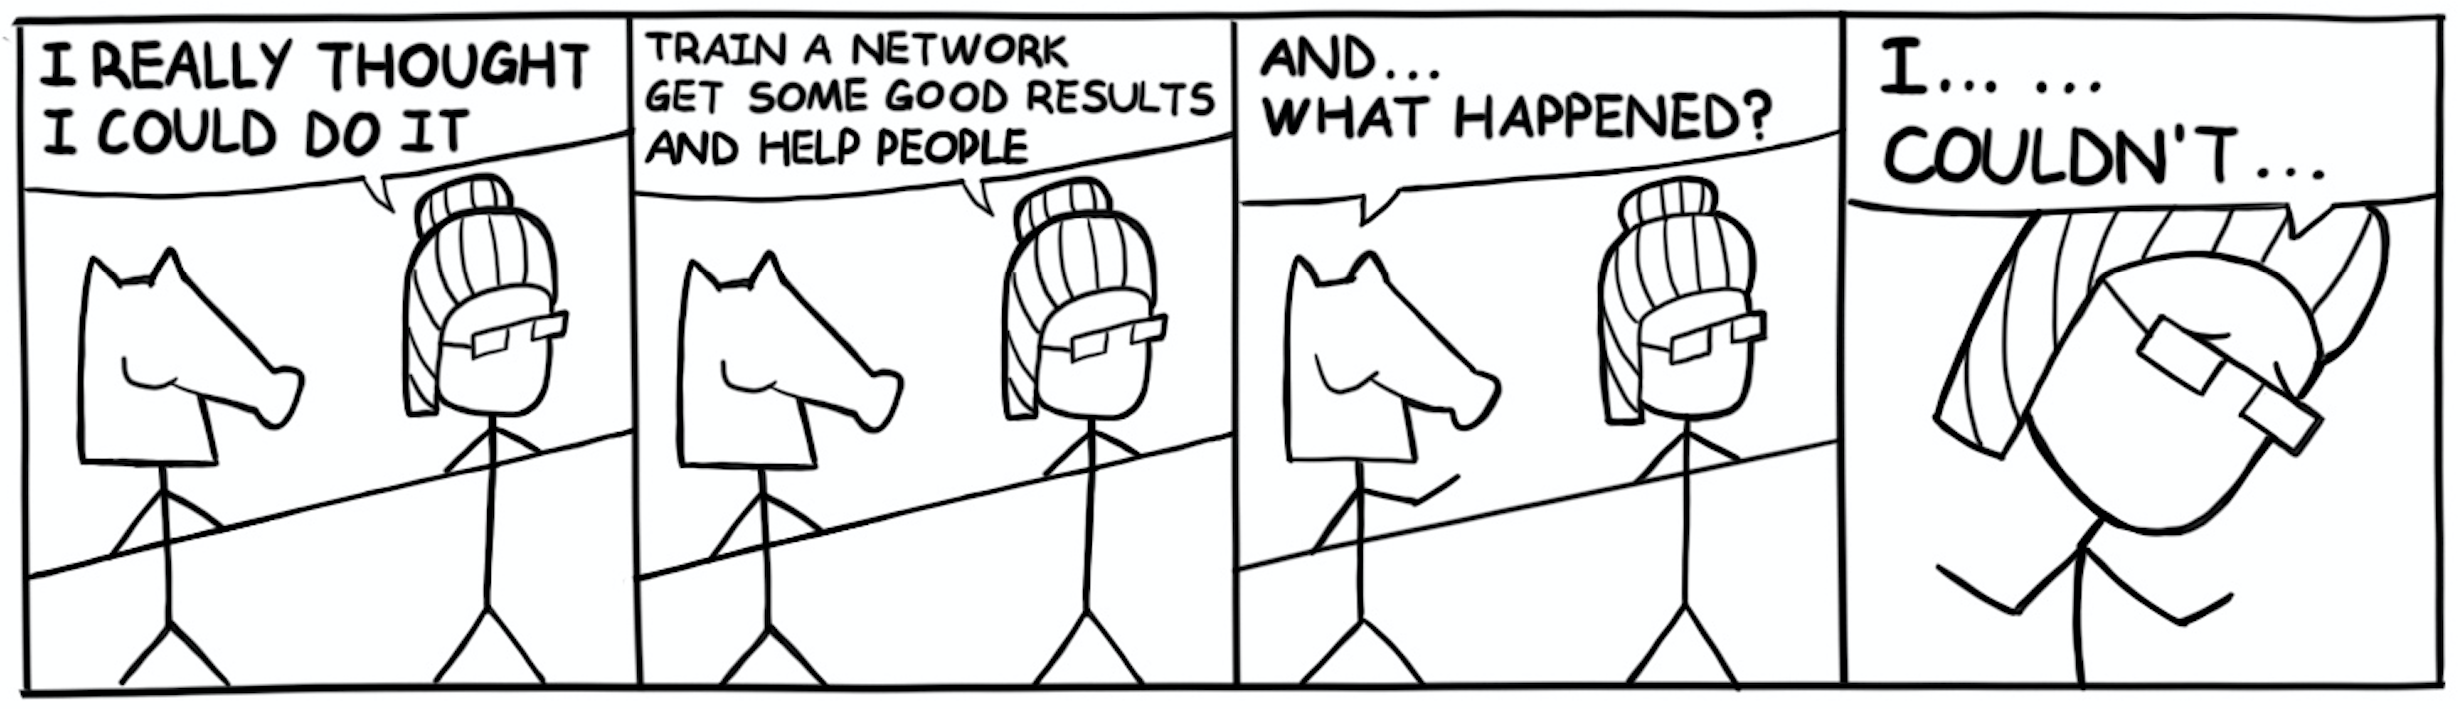 I REALLY THOUGHT
I COULD DO IT
TRAIN A NETWORK
GET SOME GOOD RESULTS
AND HELP PEOPLE
AND...
WHAT HAPPENED?
I... ...
COULDN'T...